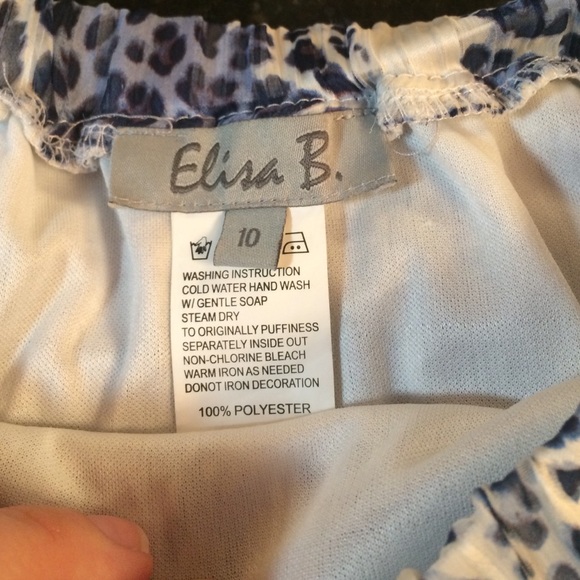 Elisa B.
10
WASHING INSTRUCTION
COLD WATER HAND WASH
W/ GENTLE SOAP
STEAM DRY
TO ORIGINALLY PUFFINESS
SEPARATELY INSIDE OUT
NON-CHLORINE BLEACH
WARM IRON AS NEEDED
DONOT IRON DECORATION
100% POLYESTER